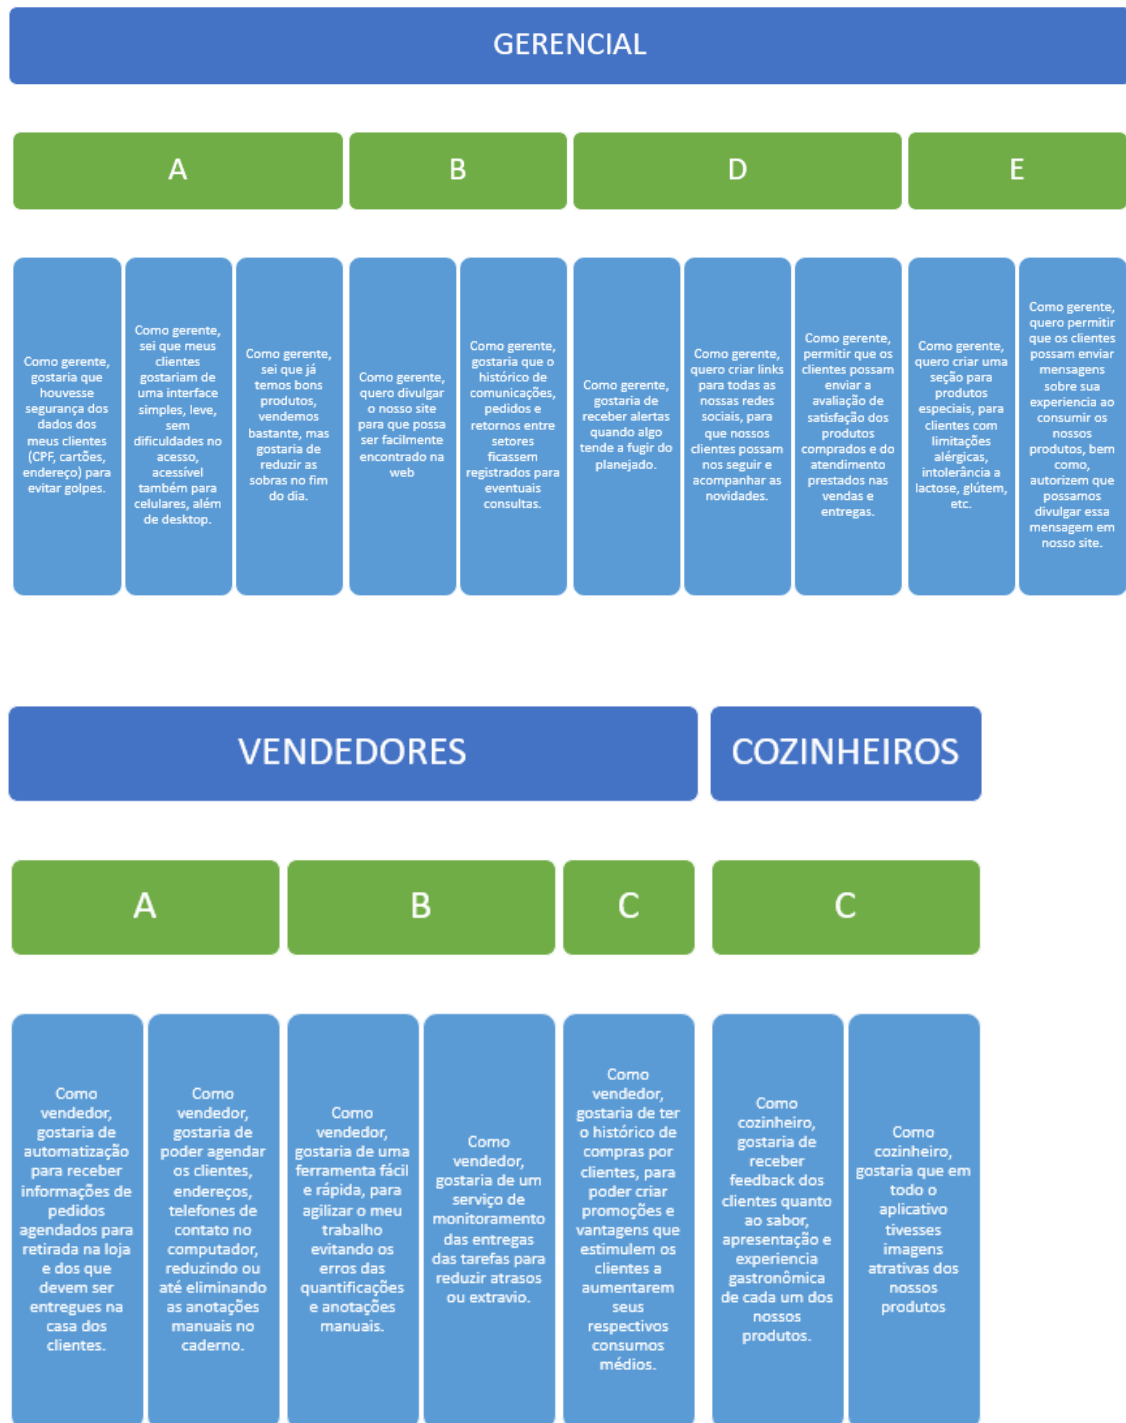 GERENCIAL
A
B
D
E
Como gerente,
gostaria que
houvesse
segurança dos
dados dos
meus clientes
(CPF, cartões,
endereço) para
evitar golpes.
Como gerente,
sei que meus
clientes
gostariam de
uma interface
simples, leve,
sem
dificuldades no
acesso,
acessível
também para
celulares, além
de desktop.
Como gerente,
sei que já
temos bons
produtos,
vendemos
bastante, mas
gostaria de
reduzir as
sobras no fim
do dia.
Como gerente,
quero divulgar
o nosso site
para que possa
ser facilmente
encontrado na
web
Como gerente,
gostaria que o
histórico de
comunicações,
pedidos e
retornos entre
setores
ficassem
registrados para
eventuais
consultas.
Como gerente,
gostaria de
receber alertas
quando algo
tende a fugir do
planejado.
Como gerente,
quero criar links
para todas as
nossas redes
sociais, para
que nossos
clientes possam
nos seguir e
acompanhar as
novidades.
Como gerente,
permitir que os
clientes possam
enviar a
avaliação de
satisfação dos
produtos
comprados e do
atendimento
prestados nas
vendas e
entregas.
Como gerente,
quero criar uma
seção para
produtos
especiais, para
clientes com
limitações
alérgicas,
intolerância a
lactose, glútem,
etc.
Como gerente,
quero permitir
que os clientes
possam enviar
mensagens
sobre sua
experiencia ao
consumir os
nossos
produtos, bem
como,
autorizem que
possamos
divulgar essa
mensagem em
nosso site.
VENDEDORES
COZINHEIROS
A
B
C
C
Como
vendedor,
gostaria de
automatização
para receber
informações de
pedidos
agendados para
retirada na loja
e dos que
devem ser
entregues na
casa dos
clientes.
Como
vendedor,
gostaria de
poder agendar
os clientes,
endereços,
telefones de
contato no
computador,
reduzindo ou
até eliminando
as anotações
manuais no
caderno.
Como
vendedor,
gostaria de uma
ferramenta fácil
e rápida, para
agilizar o meu
trabalho
evitando os
erros das
quantificações
e anotações
manuais.
Como
vendedor,
gostaria de um
serviço de
monitoramento
das entregas
das tarefas para
reduzir atrasos
ou extravio.
Como
vendedor,
gostaria de ter
o histórico de
compras por
clientes, para
poder criar
promoções e
vantagens que
estimulem os
clientes a
aumentarem
seus
respectivos
consumos
médios.
Como
cozinheiro,
gostaria de
receber
feedback dos
clientes quanto
ao sabor,
apresentação e
experiencia
gastronômica
de cada um dos
nossos
produtos.
Como
cozinheiro,
gostaria que em
todo o
aplicativo
tivesses
imagens
atrativas dos
nossos
produtos